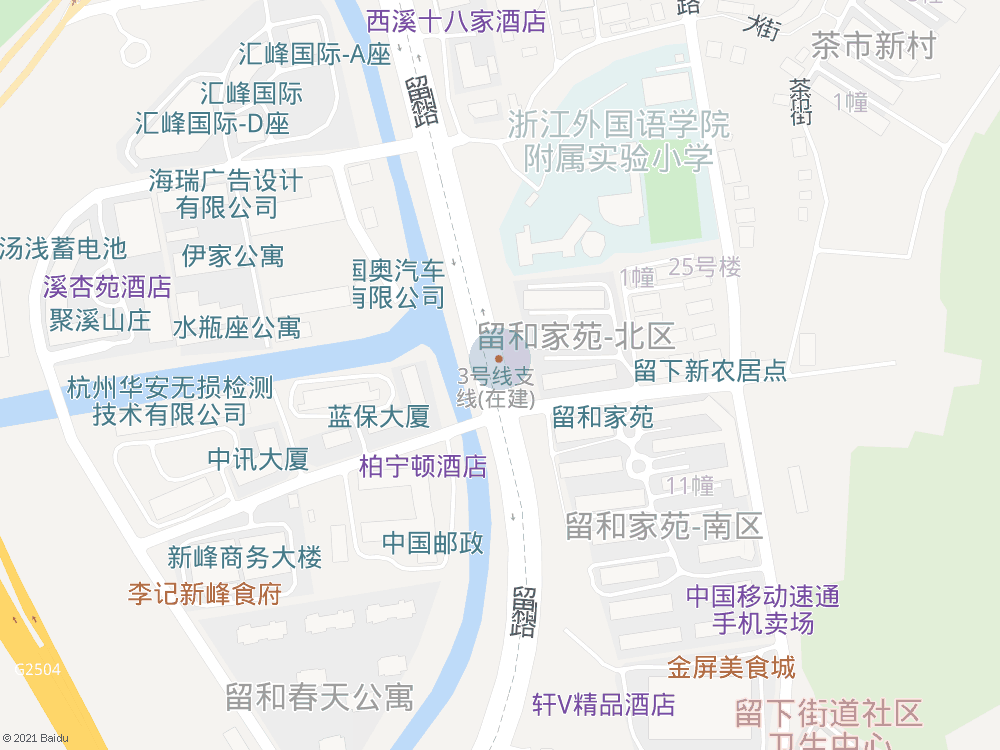 西溪十八家酒店
路
大街
汇峰国际-A座
茶市新村
1幢
汇峰国际
留和路
茶市街
汇峰国际-D座
浙江外国语学院
附属实验小学
海瑞广告设计
有限公司
汤浅蓄电池
伊家公寓
国奥汽车
有限公司
1幢
25号楼
溪杏苑酒店
聚溪山庄
水瓶座公寓
留和家苑-北区
3号线支
线(在建)
留下新农居点
杭州华安无损检测
技术有限公司
蓝保大厦
留和家苑
中讯大厦
柏宁顿酒店
11幢
留和家苑-南区
中国邮政
新峰商务大楼
李记新峰食府
留和路
中国移动速通
手机卖场
G2504
金屏美食城
留和春天公寓
轩V精品酒店
留下街道社区
卫生中心
© 2021 Baidu